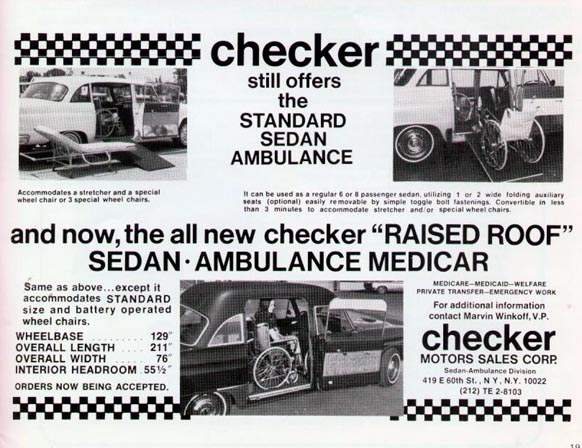 checker
still offers
the
STANDARD
SEDAN
AMBULANCE
Accommodates a stretcher and a special
wheel chair or 3 special wheel chairs.
It can be used as a regular 6 or 8 passenger sedan, utilizing 1 or 2 wide folding auxiliary
seats (optional) easily removable by simple toggle bolt fastenings. Convertible in less
than 3 minutes to accommodate stretcher and/or special wheel chairs.
and now, the all new checker “RAISED ROOF”
SEDAN · AMBULANCE MEDICAR
Same as above...except it
accommodates STANDARD
size and battery operated
wheel chairs.
WHEELBASE ........ 129"
OVERALL LENGTH .... 211"
OVERALL WIDTH .... 76"
INTERIOR HEADROOM . 55½"
ORDERS NOW BEING ACCEPTED.
MEDICARE—MEDICAID—WELFARE
PRIVATE TRANSFER—EMERGENCY WORK
For additional information
contact Marvin Winkoff, V.P.
checker
MOTORS SALES CORP.
Sedan-Ambulance Division
419 E 60th St., N Y, N.Y. 10022
(212) TE 2-8103
19